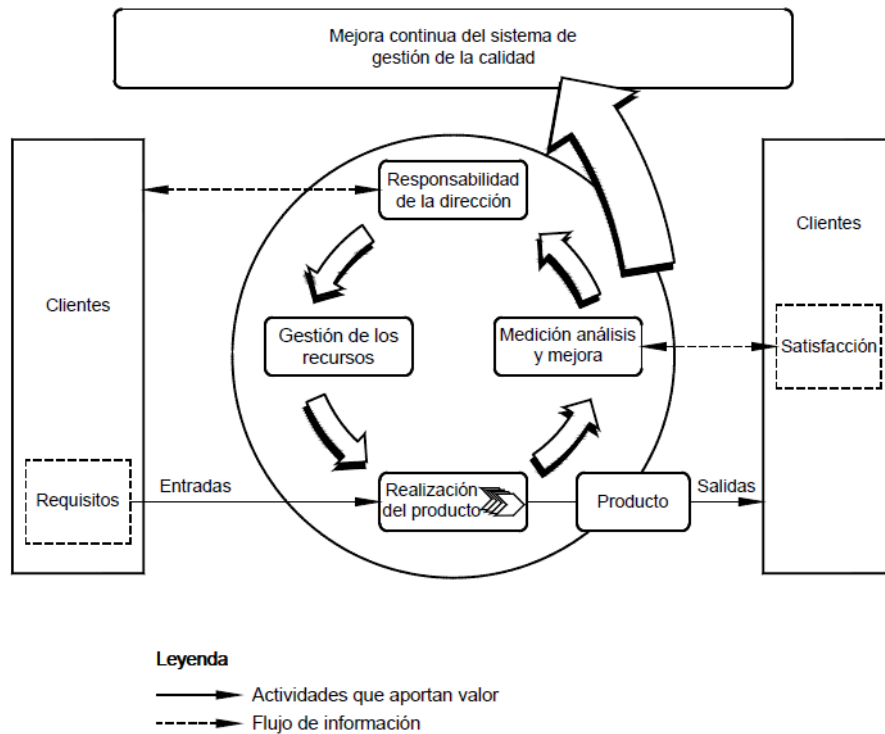 Mejora continua del sistema de
gestión de la calidad
Responsabilidad
de la dirección
Clientes
Clientes
Gestión de los
recursos
Medición análisis
y mejora
Satisfacción
Requisitos
Entradas
Realización
del producto
Producto
Salidas
Leyenda
Actividades que aportan valor
Flujo de información